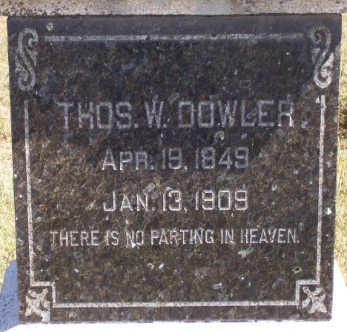 THOS. W. DOWLER
APR. 19, 1849
JAN. 13, 1909
THERE IS NO PARTING IN HEAVEN.